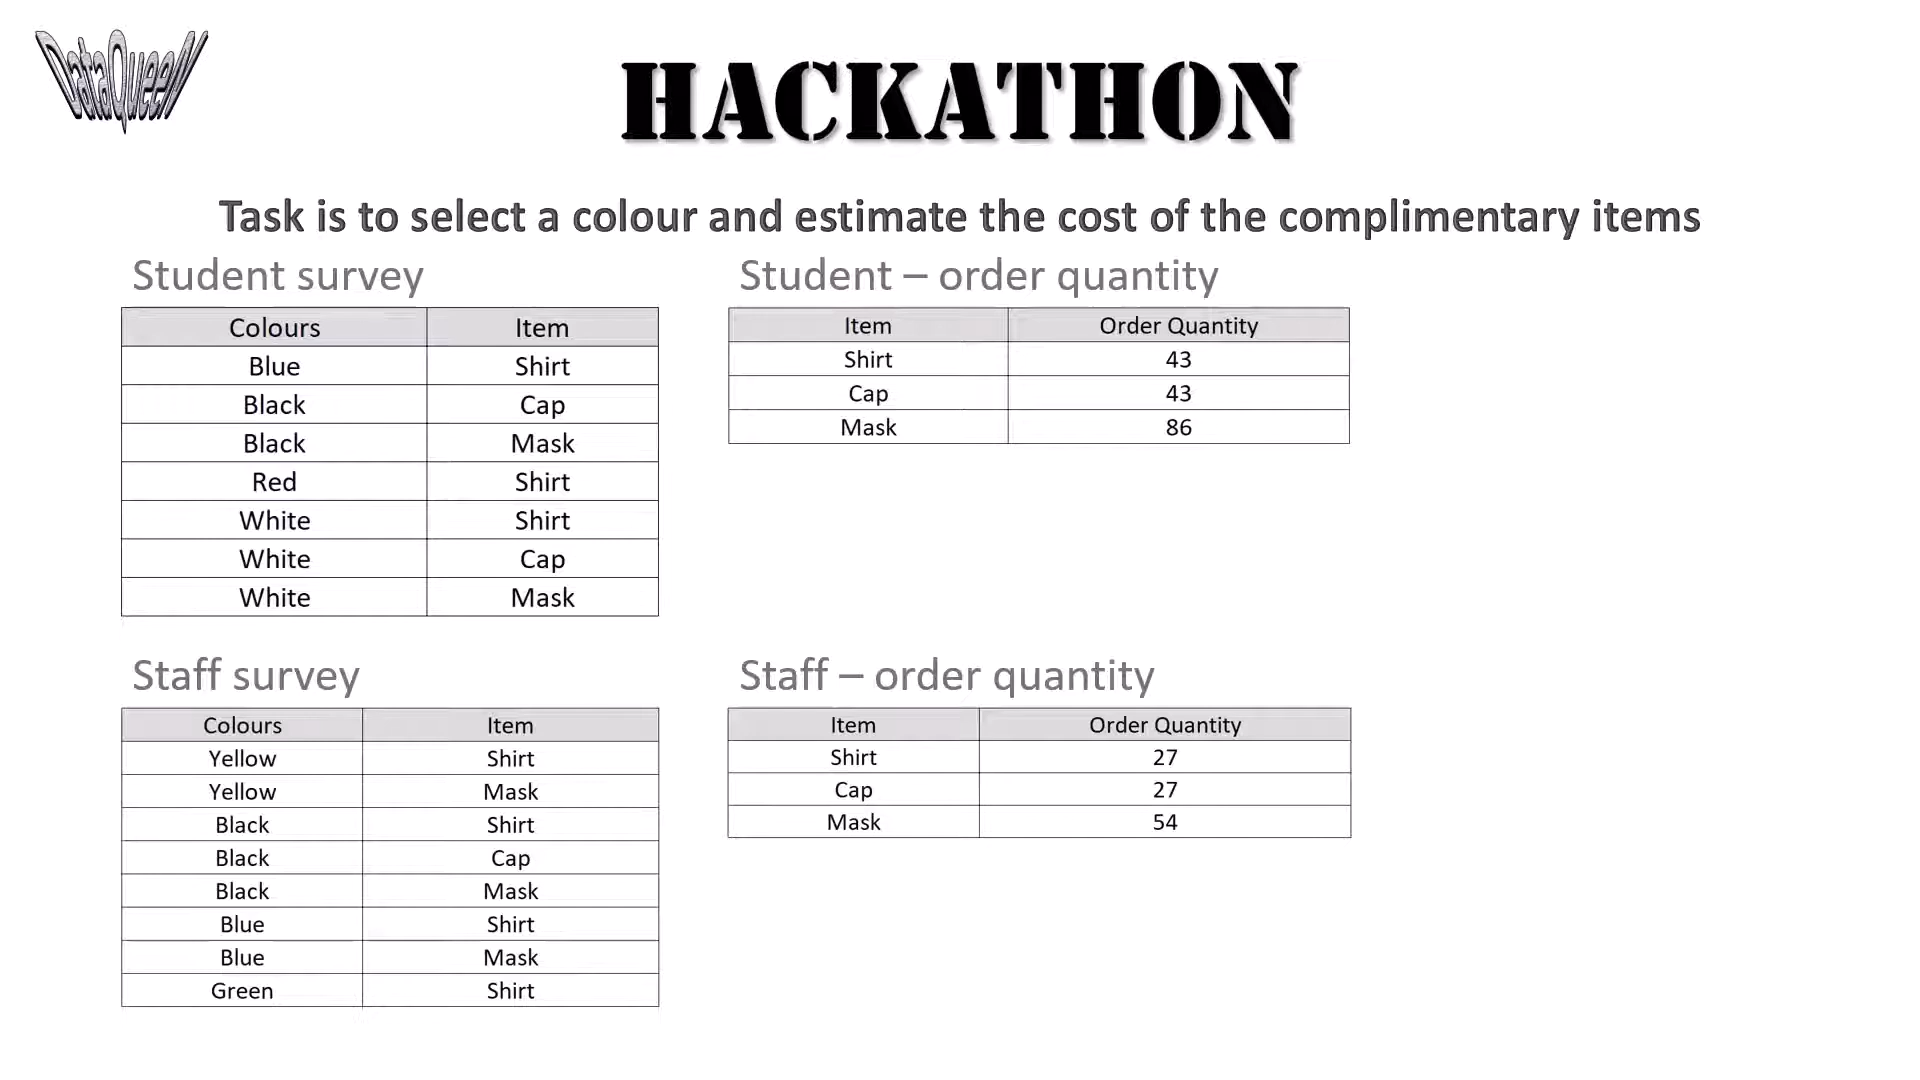 DataQueeN
HACKATHON
Task is to select a colour and estimate the cost of the complimentary items
Student survey
Colours Item
Blue Shirt
Black Cap
Black Mask
Red Shirt
White Shirt
White Cap
White Mask
Student – order quantity
Item Order Quantity
Shirt 43
Cap 43
Mask 86
Staff survey
Colours Item
Yellow Shirt
Yellow Mask
Black Shirt
Black Cap
Black Mask
Blue Shirt
Blue Mask
Green Shirt
Staff – order quantity
Item Order Quantity
Shirt 27
Cap 27
Mask 54